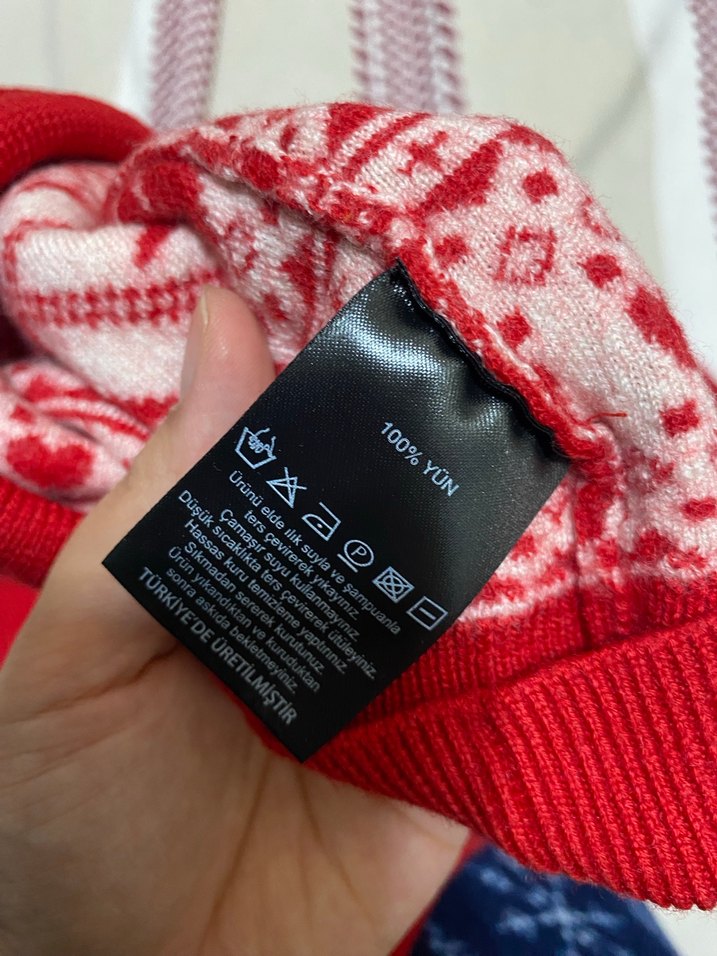 100% YÜN
P
Ürünü elde ılık suyla ve şampuanla
ters çevirerek yıkayınız.
Çamaşır suyu kullanmayınız.
Düşük sıcaklıkta ters çevirerek ütüleyiniz.
Hassas kuru temizleme yaptırınız
Sıkmadan sererek kurutunuz.
Ürün yıkandıktan ve kuruduktan
sonra askıda bekletmeyiniz.
TÜRKİYE'DE ÜRETİLMİŞTİR